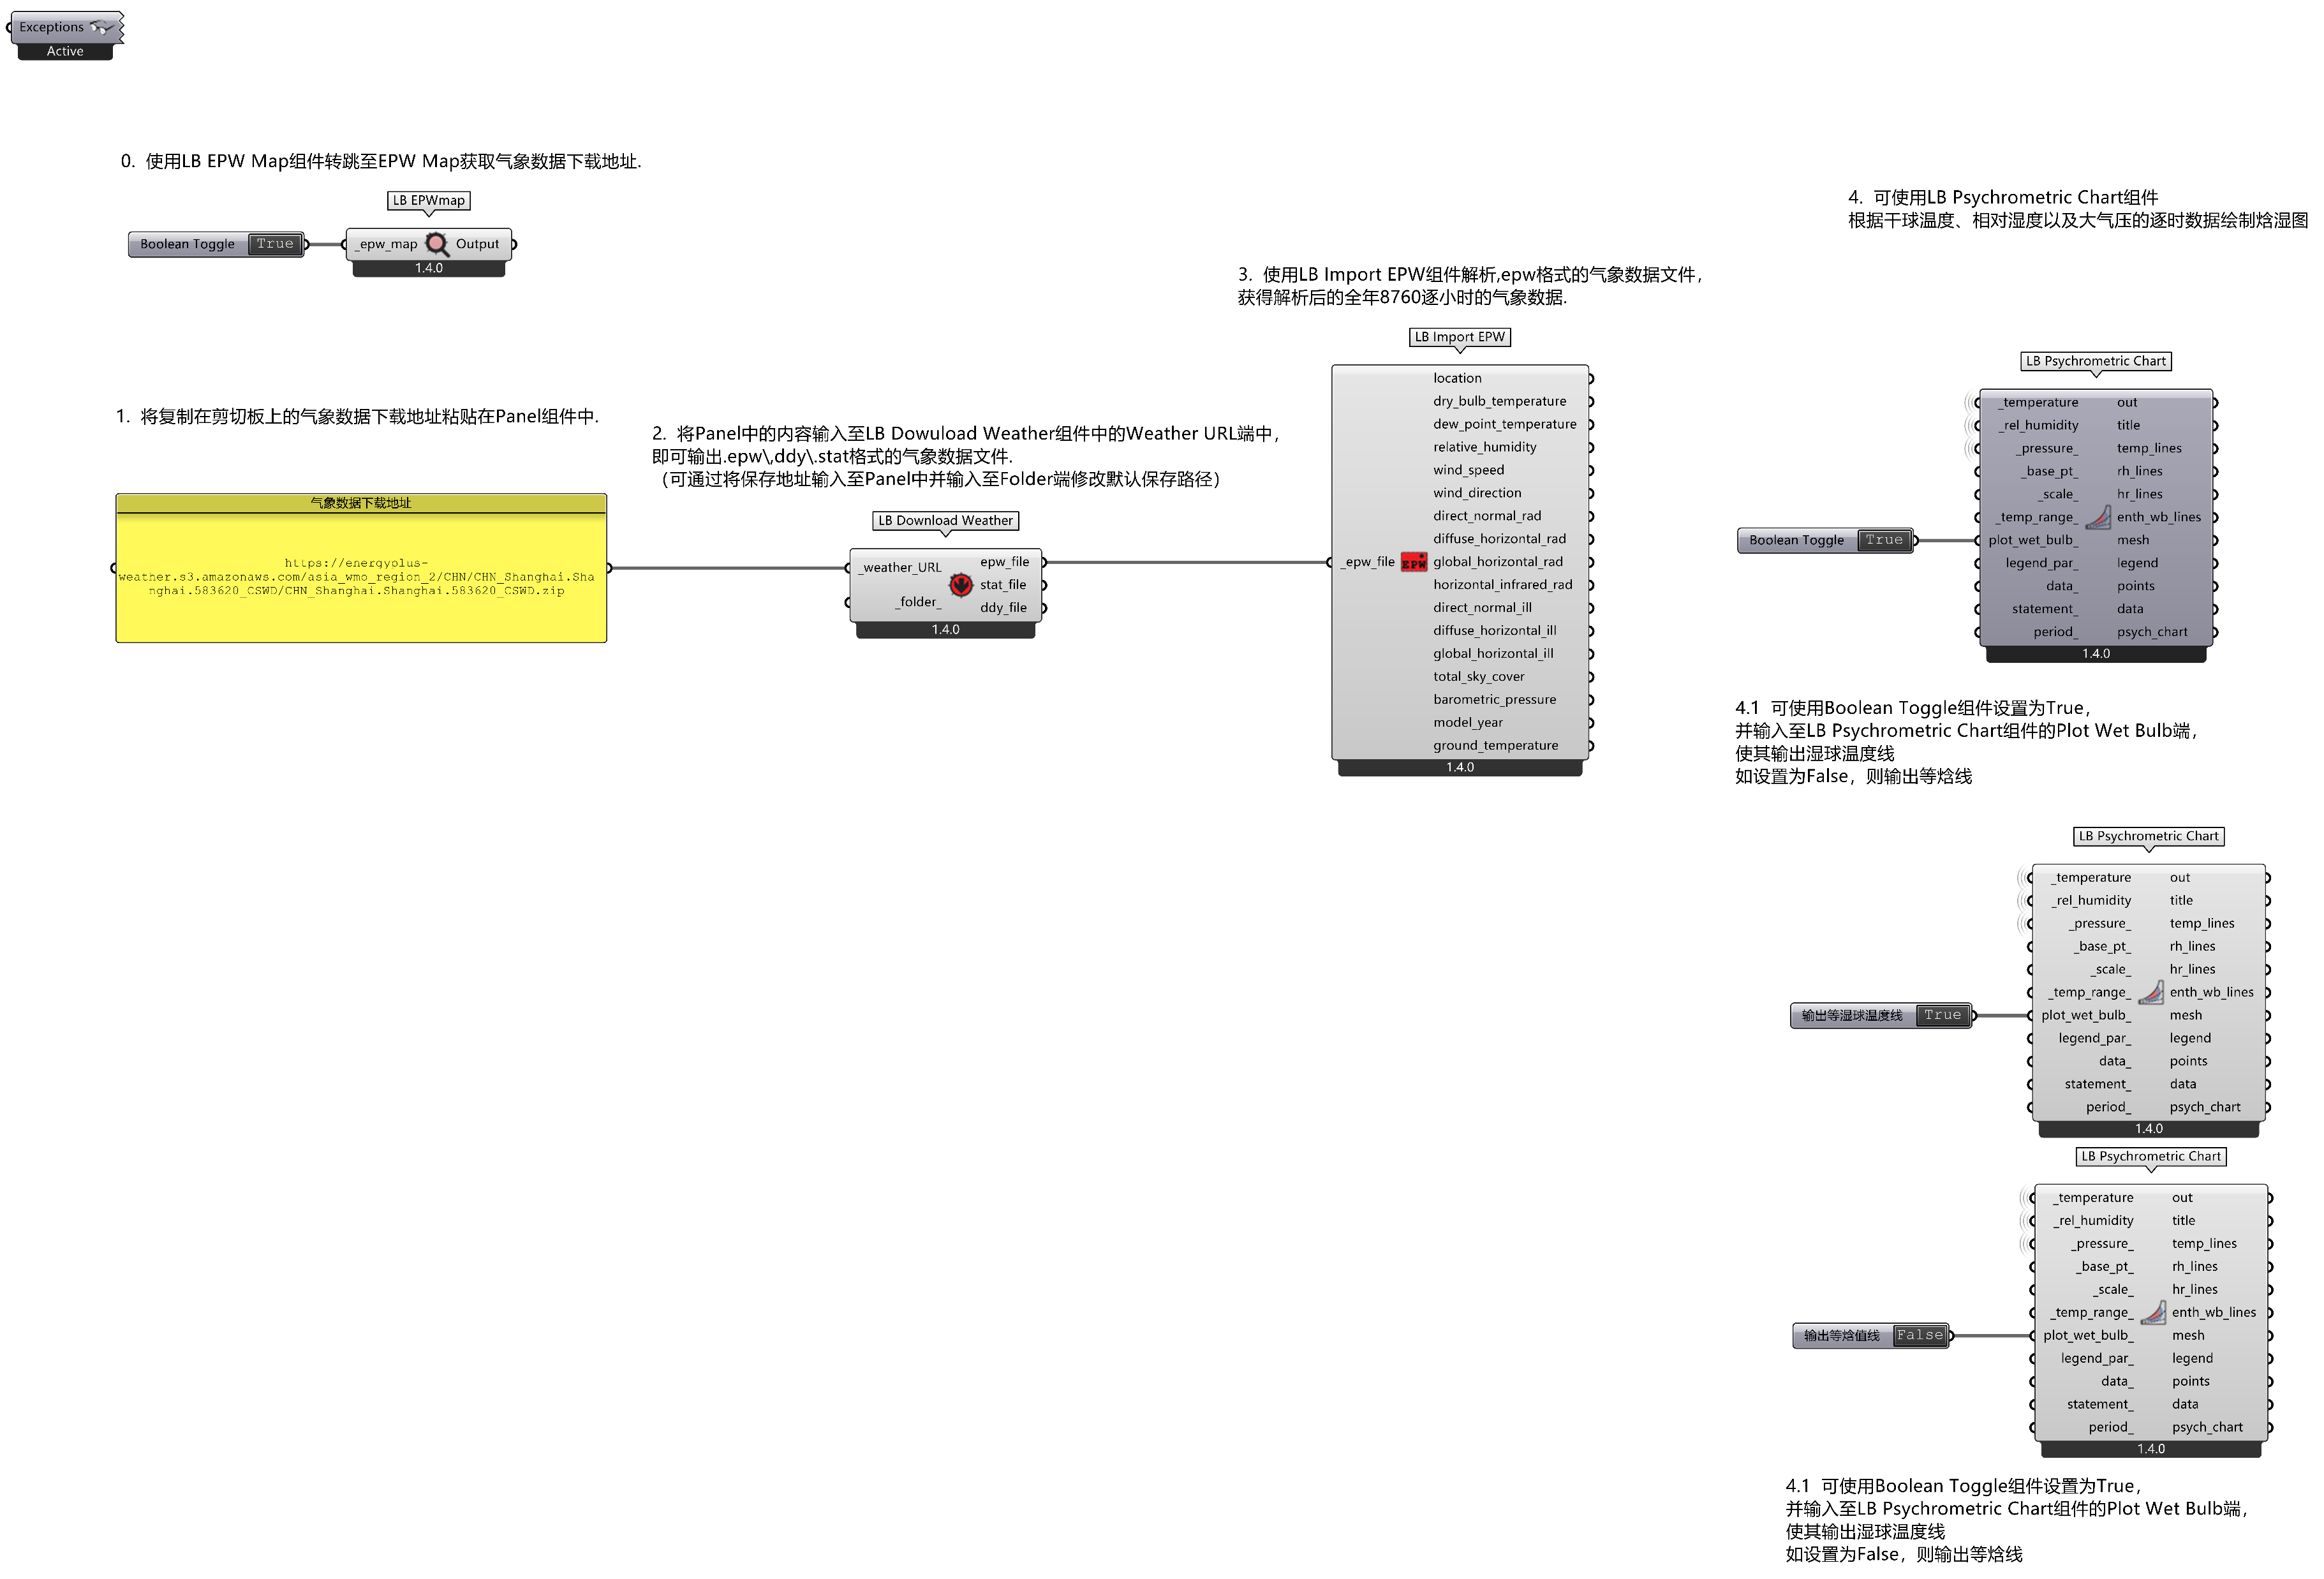 Exceptions
Active
0.  使用LB EPW Map组件转跳至EPW Map获取气象数据下载地址.
LB EPWmap
Boolean Toggle True
_epw_map Output
1.4.0
1.  将复制在剪切板上的气象数据下载地址粘贴在Panel组件中.
气象数据下载地址
https://energyplus-
weather.s3.amazonaws.com/asia_wmo_region_2/CHN/CHN_Shanghai.Sha
nghai.583620_CSWD/CHN_Shanghai.Shanghai.583620_CSWD.zip
2.  将Panel中的内容输入至LB Dowuload Weather组件中的Weather URL端中，
即可输出.epw\,ddy\.stat格式的气象数据文件.
（可通过将保存地址输入至Panel中并输入至Folder端修改默认保存路径）
LB Download Weather
_weather_URL
_folder_
epw_file
stat_file
ddy_file
1.4.0
3.  使用LB Import EPW组件解析,epw格式的气象数据文件，
获得解析后的全年8760逐小时的气象数据.
LB Import EPW
_epw_file
EPW
location
dry_bulb_temperature
dew_point_temperature
relative_humidity
wind_speed
wind_direction
direct_normal_rad
diffuse_horizontal_rad
global_horizontal_rad
horizontal_infrared_rad
direct_normal_ill
diffuse_horizontal_ill
global_horizontal_ill
total_sky_cover
barometric_pressure
model_year
ground_temperature
1.4.0
4.  可使用LB Psychrometric Chart组件
根据干球温度、相对湿度以及大气压的逐时数据绘制焓湿图
LB Psychrometric Chart
Boolean Toggle True
_temperature out
_rel_humidity title
_pressure_ temp_lines
_base_pt_ rh_lines
_scale_ hr_lines
_temp_range_ enth_wb_lines
plot_wet_bulb_ mesh
legend_par_ legend
data_ points
statement_ data
period_ psych_chart
1.4.0
4.1  可使用Boolean Toggle组件设置为True，
并输入至LB Psychrometric Chart组件的Plot Wet Bulb端，
使其输出湿球温度线
如设置为False，则输出等焓线
LB Psychrometric Chart
输出等湿球温度线 True
_temperature out
_rel_humidity title
_pressure_ temp_lines
_base_pt_ rh_lines
_scale_ hr_lines
_temp_range_ enth_wb_lines
plot_wet_bulb_ mesh
legend_par_ legend
data_ points
statement_ data
period_ psych_chart
1.4.0
LB Psychrometric Chart
输出等焓值线 False
_temperature out
_rel_humidity title
_pressure_ temp_lines
_base_pt_ rh_lines
_scale_ hr_lines
_temp_range_ enth_wb_lines
plot_wet_bulb_ mesh
legend_par_ legend
data_ points
statement_ data
period_ psych_chart
1.4.0
4.1  可使用Boolean Toggle组件设置为True，
并输入至LB Psychrometric Chart组件的Plot Wet Bulb端，
使其输出湿球温度线
如设置为False，则输出等焓线